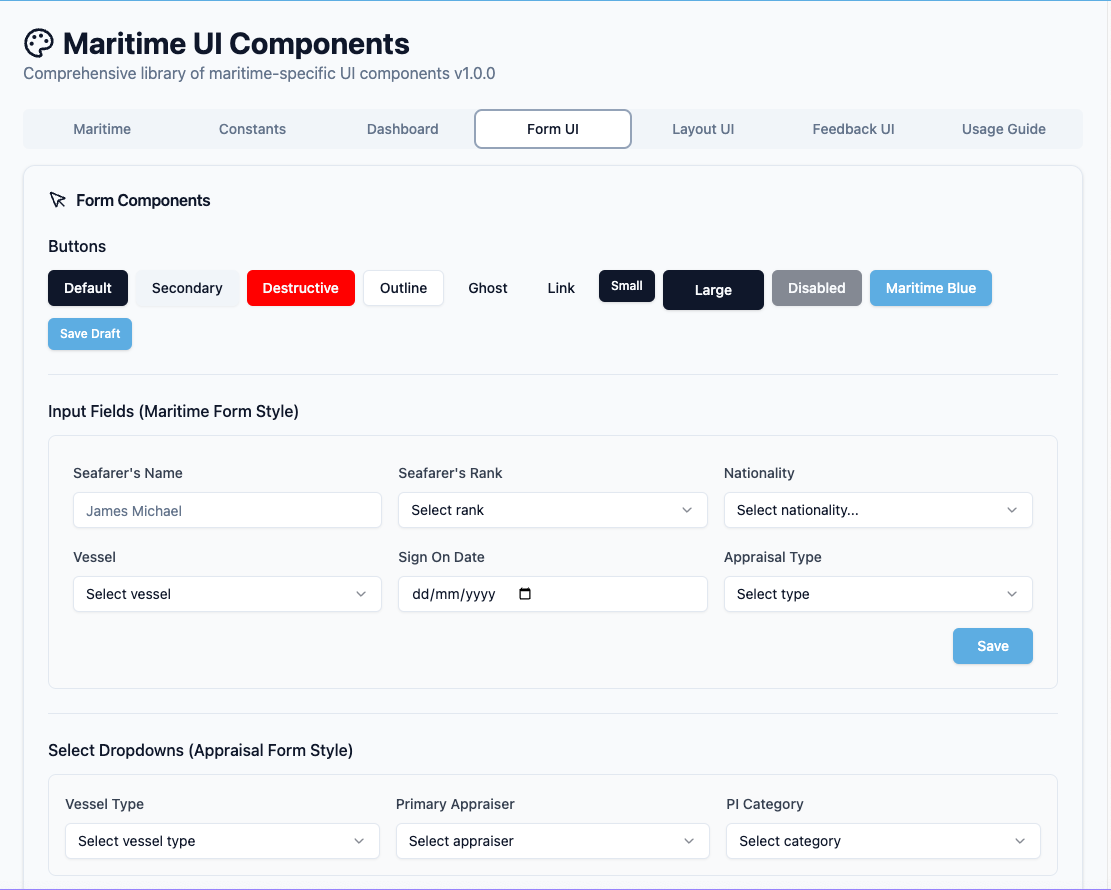 Maritime UI Components
Comprehensive library of maritime-specific UI components v1.0.0
Maritime Constants Dashboard Form UI Layout UI Feedback UI Usage Guide
Form Components
Buttons
Default Secondary Destructive Outline Ghost Link Small Large Disabled Maritime Blue
Save Draft
Input Fields (Maritime Form Style)
Seafarer's Name Seafarer's Rank Nationality
James Michael Select rank Select nationality...
Vessel Sign On Date Appraisal Type
Select vessel dd/mm/yyyy Select type
Save
Select Dropdowns (Appraisal Form Style)
Vessel Type Primary Appraiser PI Category
Select vessel type Select appraiser Select category